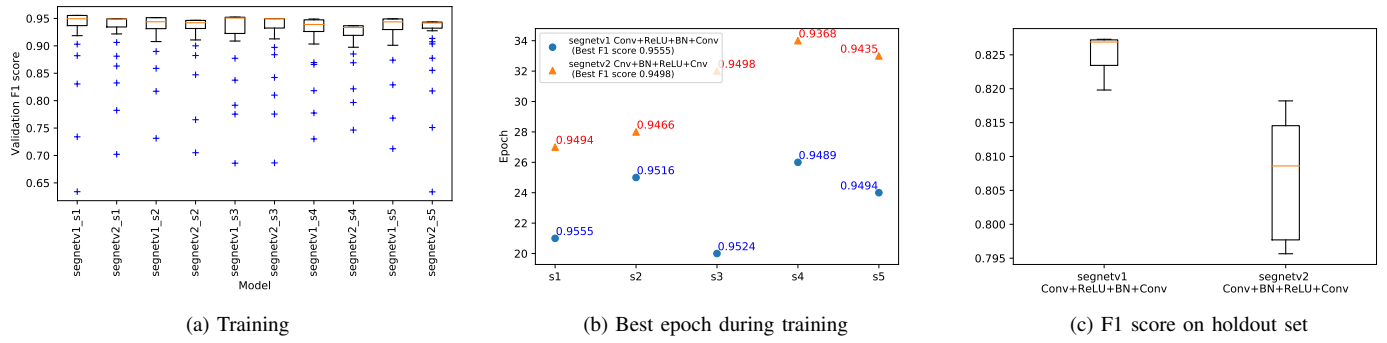 0.95
0.90
0.85
0.80
0.75
0.70
0.65
Validation F1 score
segnetv1_s1
segnetv2_s1
segnetv1_s2
segnetv2_s2
segnetv1_s3
segnetv2_s3
segnetv1_s4
segnetv2_s4
segnetv1_s5
segnetv2_s5
Model
(a) Training
34
32
30
28
26
24
22
20
Epoch
segnetv1 Conv+ReLU+BN+Conv
(Best F1 score 0.9555)
segnetv2 Cnv+BN+ReLU+Cnv
(Best F1 score 0.9498)
0.9368
0.9435
0.9498
0.9494
0.9466
0.9516
0.9489
0.9494
0.9555
0.9524
s1
s2
s3
s4
s5
(b) Best epoch during training
0.825
0.820
0.815
0.810
0.805
0.800
0.795
segnetv1
Conv+ReLU+BN+Conv
segnetv2
Conv+BN+ReLU+Conv
(c) F1 score on holdout set